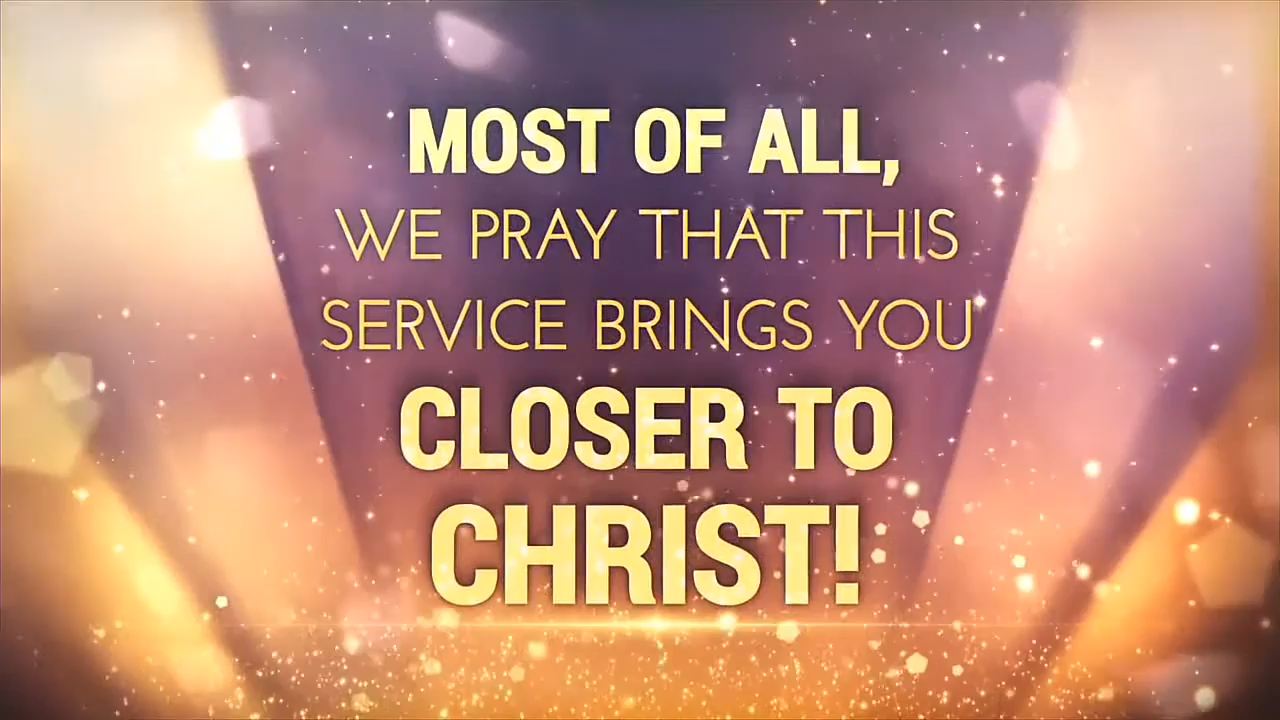 MOST OF ALL,
WE PRAY THAT THIS
SERVICE BRINGS YOU
CLOSER TO
CHRIST!